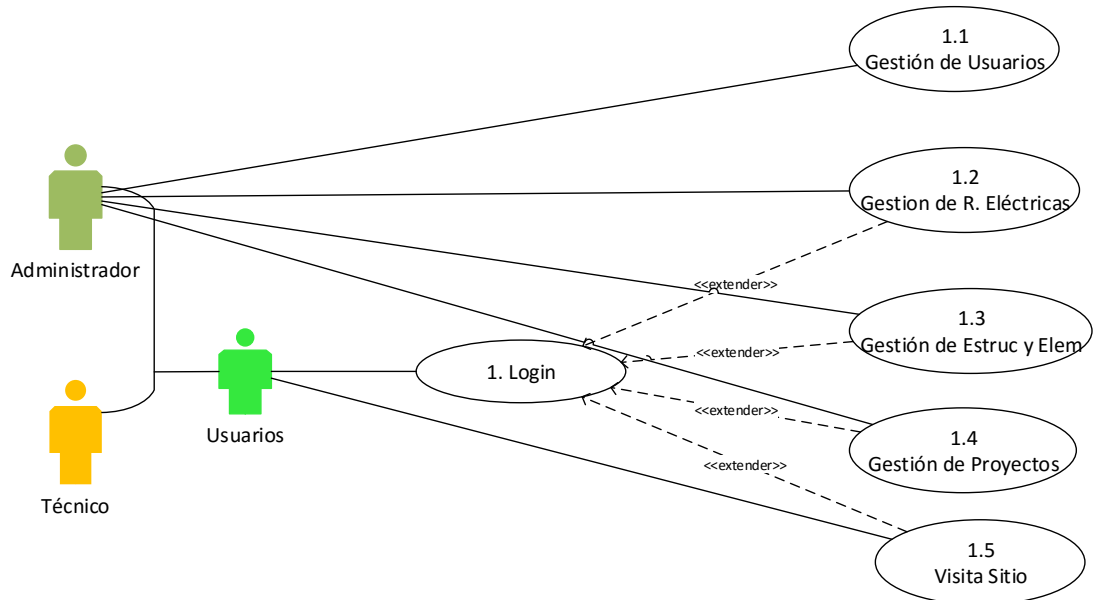 1.1
Gestión de Usuarios
1.2
Gestion de R. Eléctricas
Administrador
<<extender>>
1.3
Gestión de Estruc y Elem
<<extender>>
1. Login
<<extender>>
Usuarios
1.4
Gestión de Proyectos
<<extender>>
Técnico
1.5
Visita Sitio